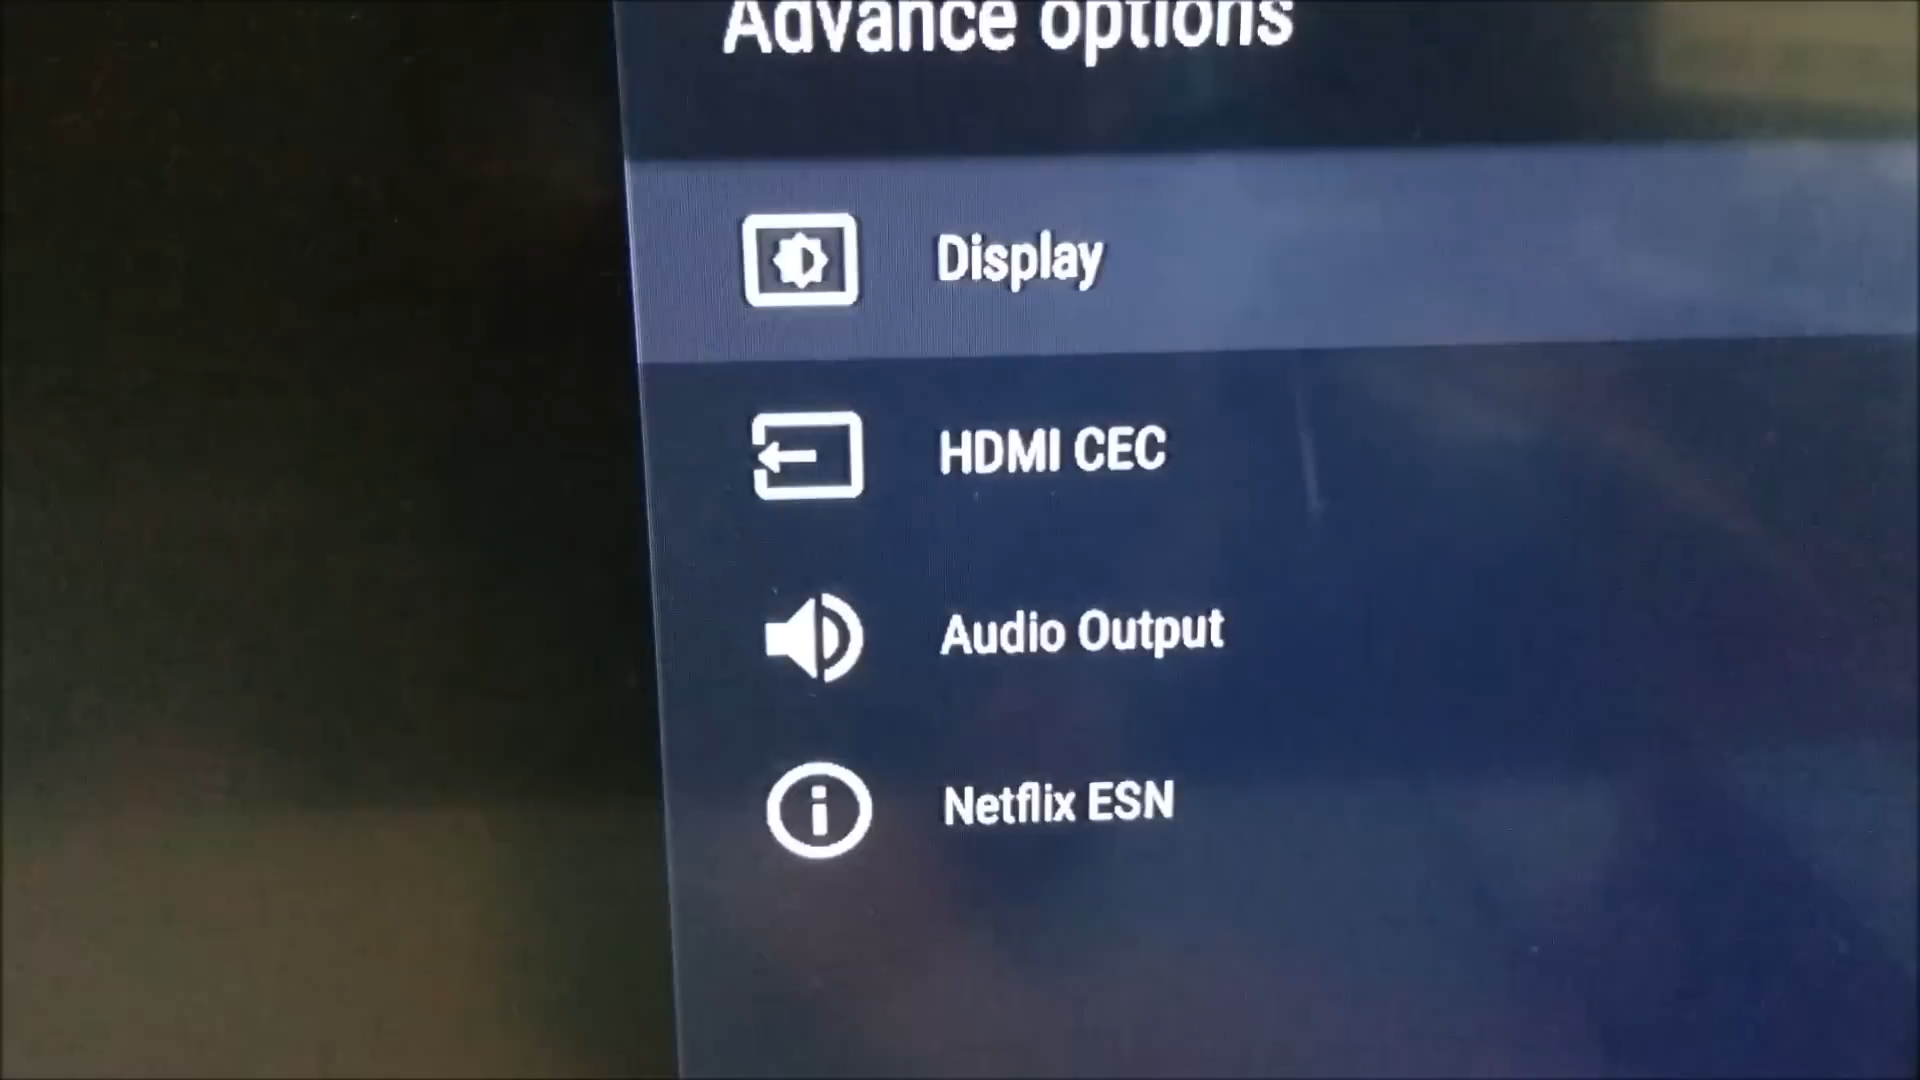 Advance options
Display
HDMI CEC
Audio Output
Netflix ESN